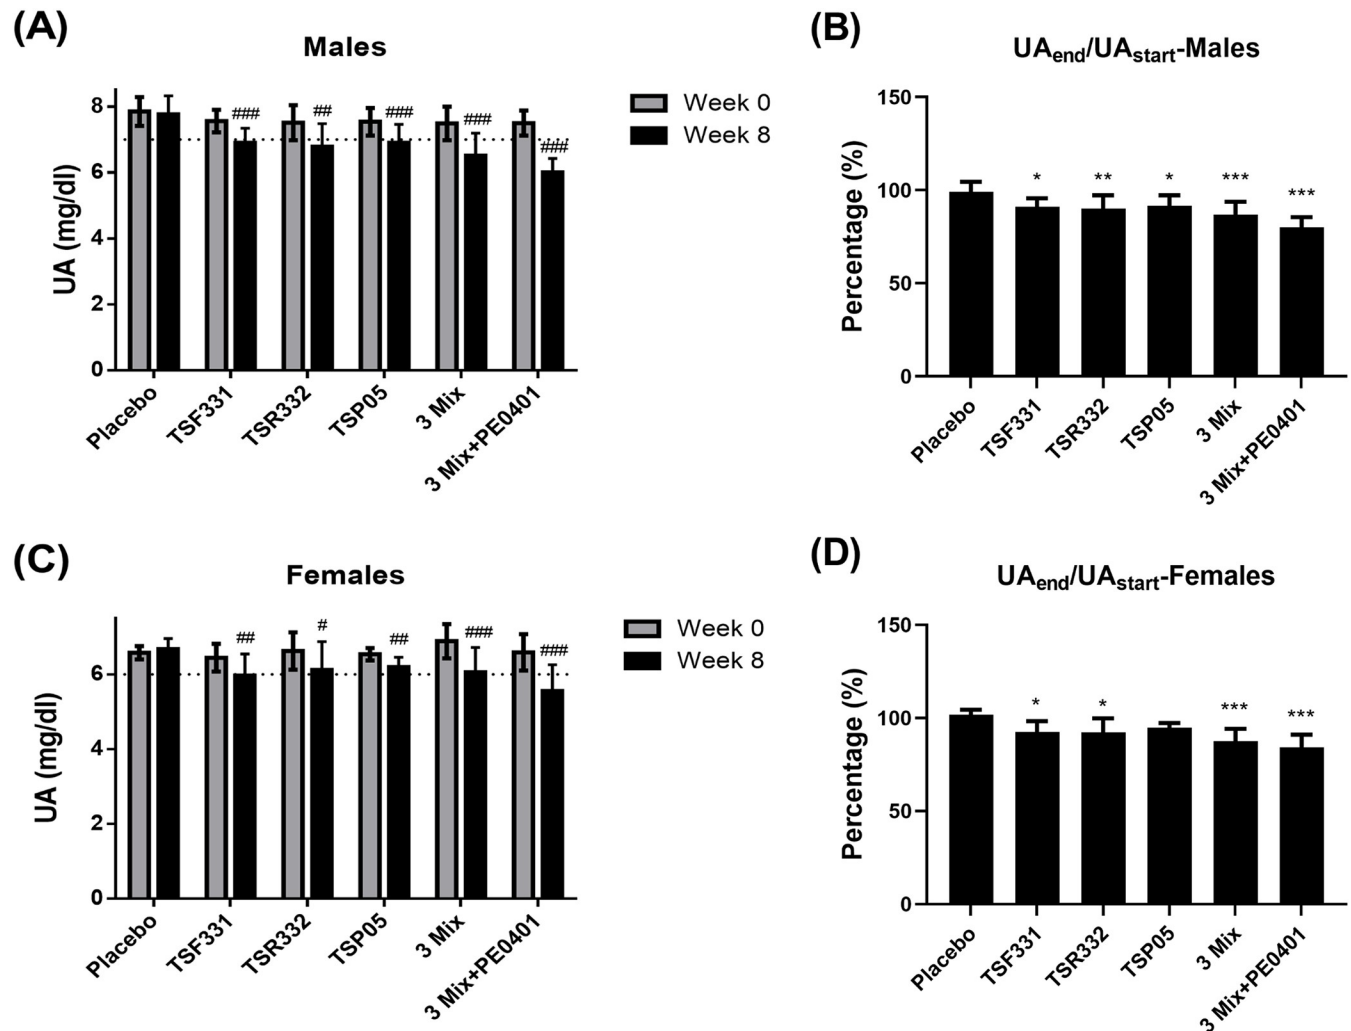 (A)
Males
UA (mg/dl)
8
6
4
2
0
###
##
###
###
###
Placebo
TSF331
TSR332
TSP05
3 Mix
3 Mix+PE0401
Week 0
Week 8
(B)
UAend/UAstart-Males
Percentage (%)
150
100
50
0
*
**
*
***
***
Placebo
TSF331
TSR332
TSP05
3 Mix
3 Mix+PE0401
(C)
Females
UA (mg/dl)
6
4
2
0
##
#
##
###
###
Placebo
TSF331
TSR332
TSP05
3 Mix
3 Mix+PE0401
Week 0
Week 8
(D)
UAend/UAstart-Females
Percentage (%)
150
100
50
0
*
*
***
***
Placebo
TSF331
TSR332
TSP05
3 Mix
3 Mix+PE0401